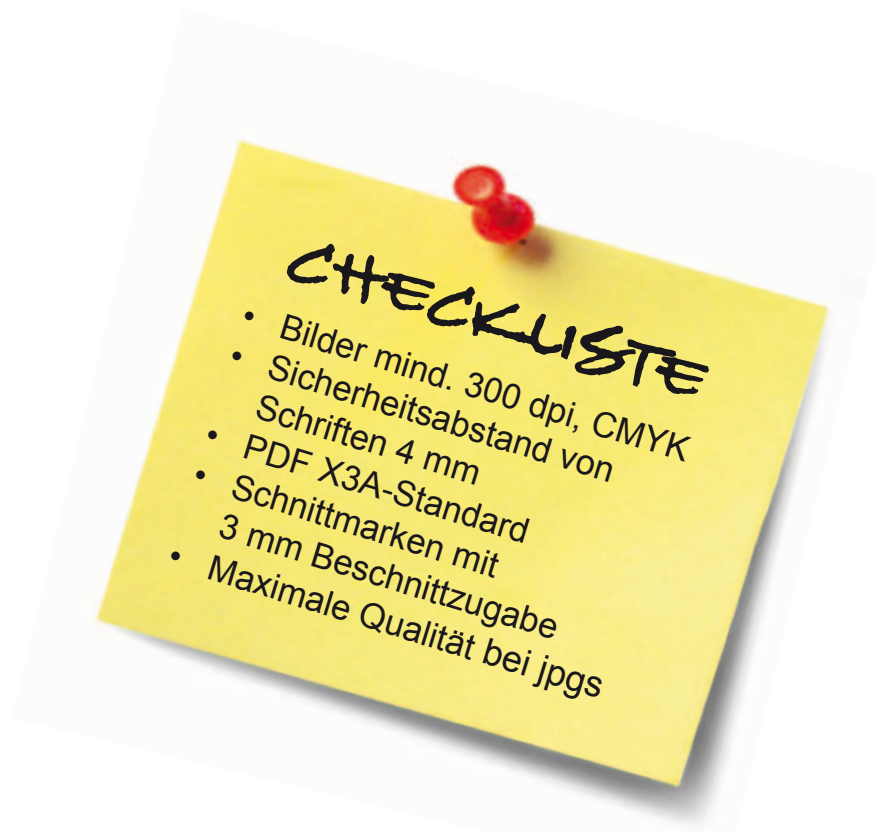 CHECKLISTE
• Bilder mind. 300 dpi, CMYK
• Sicherheitsabstand von
Schriften 4 mm
• PDF X3A-Standard
• Schnittmarken mit
3 mm Beschnittzugabe
• Maximale Qualität bei jpgs